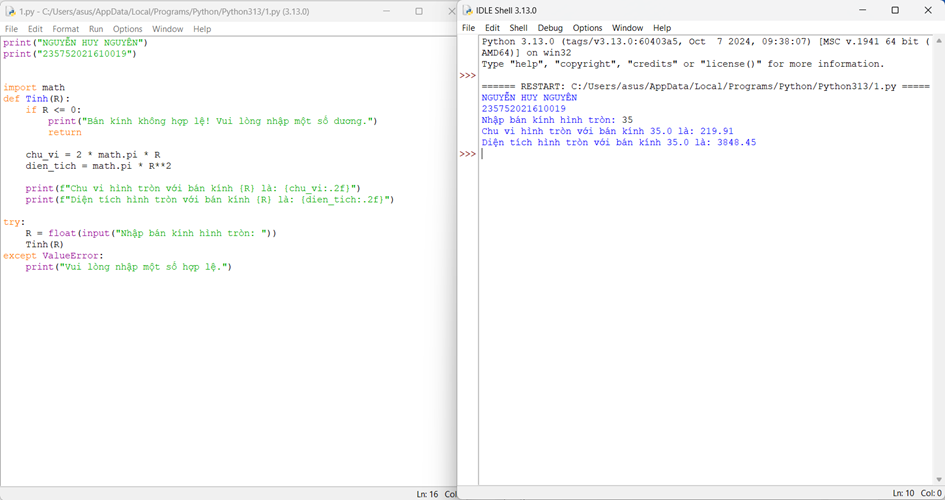 1.py - C:/Users/asus/AppData/Local/Programs/Python/Python313/1.py (3.13.0)
File Edit Format Run Options Window Help
print("NGUYỄN HUY NGUYÊN")
print("235752021610019")
import math
def Tinh(R):
    if R <= 0:
        print("Bán kính không hợp lệ! Vui lòng nhập một số dương.")
        return
    chu_vi = 2 * math.pi * R
    dien_tich = math.pi * R**2
    print(f"Chu vi hình tròn với bán kính {R} là: {chu_vi:.2f}")
    print(f"Diện tích hình tròn với bán kính {R} là: {dien_tich:.2f}")
try:
    R = float(input("Nhập bán kính hình tròn: "))
    Tinh(R)
except ValueError:
    print("Vui lòng nhập một số hợp lệ.")
Ln: 16 Col
IDLE Shell 3.13.0
File Edit Shell Debug Options Window Help
Python 3.13.0 (tags/v3.13.0:60403a5, Oct  7 2024, 09:38:07) [MSC v.1941 64 bit (
AMD64)] on win32
Type "help", "copyright", "credits" or "license()" for more information.
>>>
====== RESTART: C:/Users/asus/AppData/Local/Programs/Python/Python313/1.py =====
NGUYỄN HUY NGUYÊN
235752021610019
Nhập bán kính hình tròn: 35
Chu vi hình tròn với bán kính 35.0 là: 219.91
Diện tích hình tròn với bán kính 35.0 là: 3848.45
>>>
Ln: 10 Col: 0